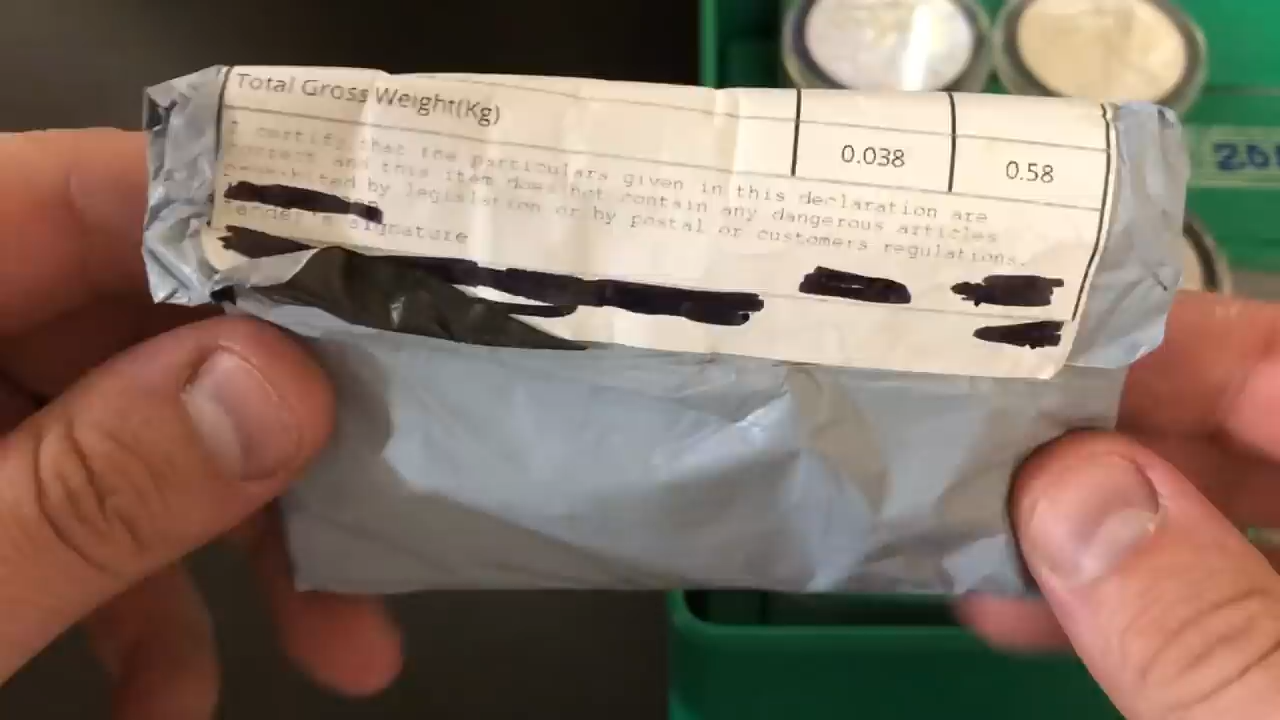 Total Gross Weight(Kg)
0.038
0.58
I certify that the particulars given in this declaration are
correct and this item does not contain any dangerous articles
prohibited by legislation or by postal or customers regulations.
sender's signature